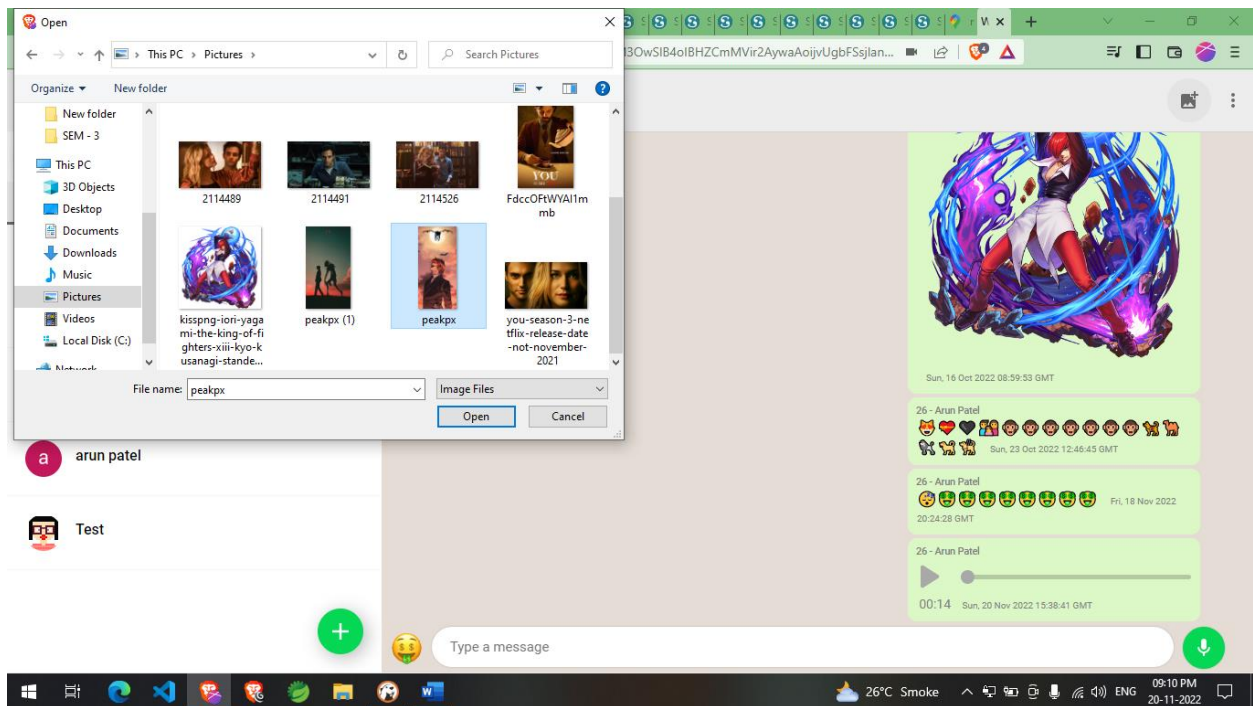 Open
This PC > Pictures >
Search Pictures
Organize
New folder
New folder
SEM - 3
This PC
3D Objects
Desktop
Documents
Downloads
Music
Pictures
Videos
Local Disk (C:)
Network
YOU
2114489
2114491
2114526
FdccOFtWYAI1m
mb
kisspng-iori-yaga
mi-the-king-of-fi
ghters-xiii-kyo-k
usanagi-stande...
peakpx (1)
peakpx
you-season-3-ne
tflix-release-date
-not-november-
2021
File name: peakpx
Image Files
Open
Cancel
a
arun patel
Test
Sun, 16 Oct 2022 08:59:53 GMT
26 - Arun Patel
Sun, 23 Oct 2022 12:46:45 GMT
26 - Arun Patel
Fri, 18 Nov 2022
20:24:28 GMT
26 - Arun Patel
00:14 Sun, 20 Nov 2022 15:38:41 GMT
Type a message
26°C Smoke
ENG
09:10 PM
20-11-2022